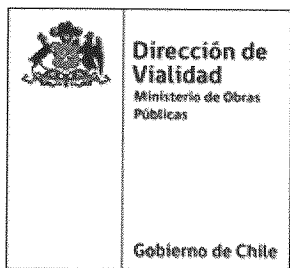 Dirección de
Vialidad
Ministerio de Obras
Públicas
Gobierno de Chile